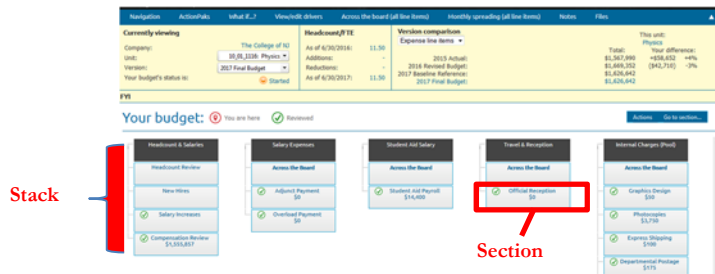 Navigation ActionPaks What if...? View/edit drivers Across the board (all line items) Monthly spreading (all line items) Notes Files
Currently viewing
Company: The College of NJ
Unit: 10_01_1116: Physics
Version: 2017 Final Budget
Your budget's status is: Started
Headcount/FTE
As of 6/30/2016: 11.50
Additions: -
Reductions: -
As of 6/30/2017: 11.50
Version comparison
Expense line items
This unit:
Physics
Total: Your difference:
2015 Actual: $1,567,990 +$58,652 +4%
2016 Revised Budget: $1,669,352 ($42,710) -3%
2017 Baseline Reference: $1,626,642
2017 Final Budget: $1,626,642
FYI
Your budget: You are here Reviewed
Actions Go to section...
Headcount & Salaries
Headcount Review
New Hires
Salary Increases
Compensation Review
$1,553,857
Salary Expenses
Across the Board
Adjunct Payment
$0
Overload Payment
$0
Student Aid Salary
Across the Board
Student Aid Payroll
$14,400
Travel & Reception
Across the Board
Official Reception
$0
Internal Charges (Pool)
Across the Board
Graphics Design
$50
Photocopies
$3,750
Express Shipping
$100
Departmental Postage
$175
Stack
Section